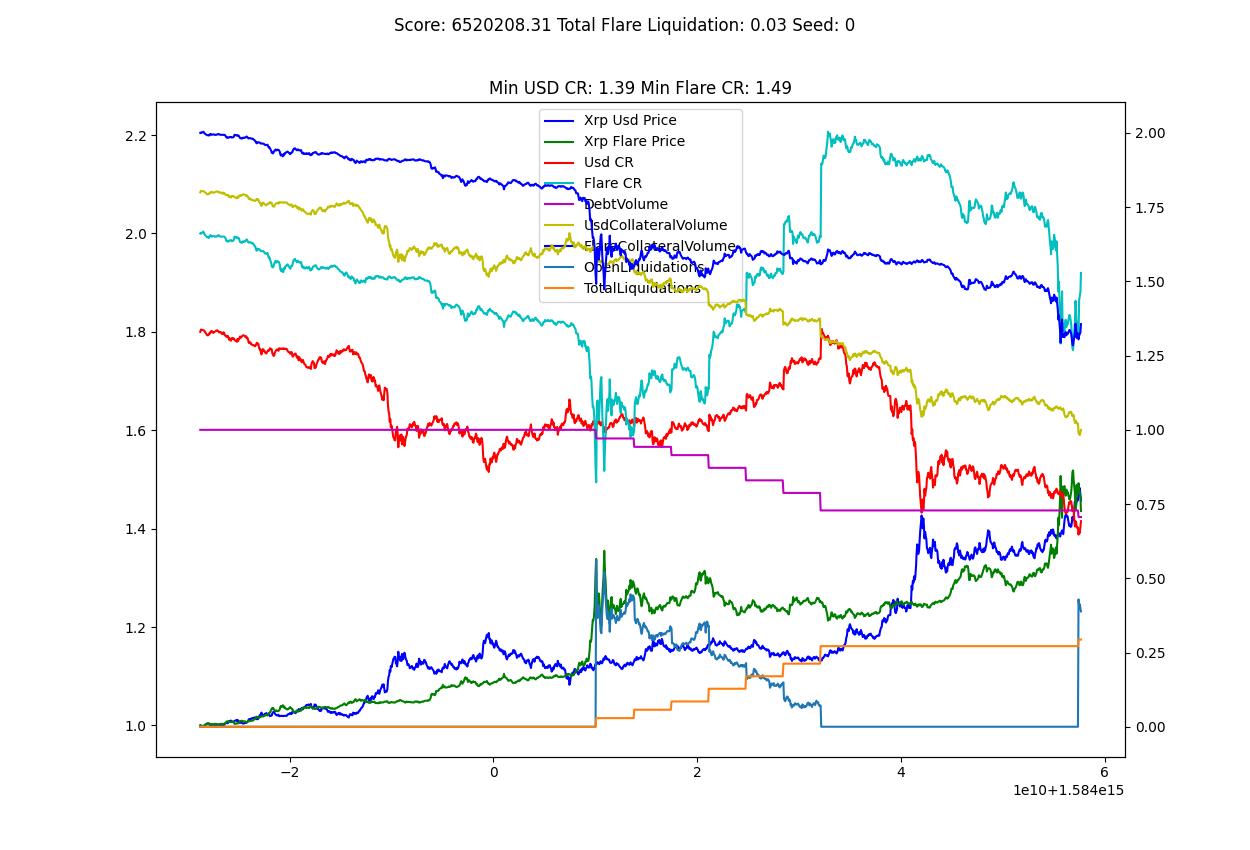 Score: 6520208.31 Total Flare Liquidation: 0.03 Seed: 0
Min USD CR: 1.39 Min Flare CR: 1.49
Xrp Usd Price
Xrp Flare Price
Usd CR
Flare CR
DebtVolume
UsdCollateralVolume
FlareCollateralVolume
OpenLiquidations
TotalLiquidations
2.2
2.0
1.8
1.6
1.4
1.2
1.0
2.00
1.75
1.50
1.25
1.00
0.75
0.50
0.25
0.00
−2 0 2 4 6
1e10+1.584e15